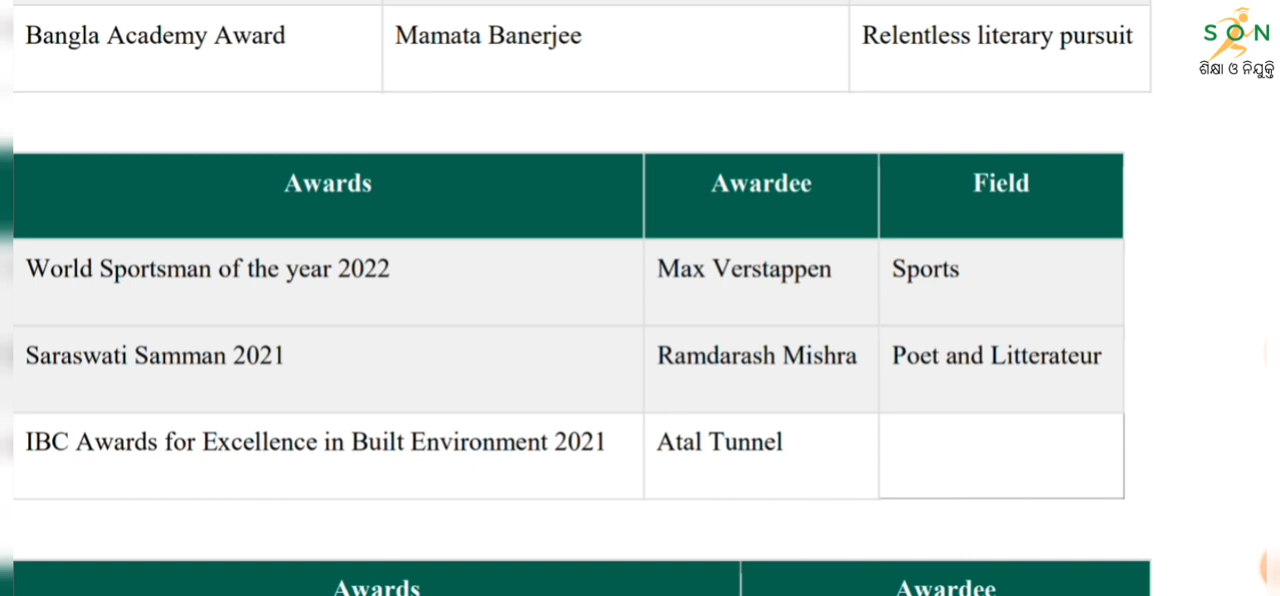 Bangla Academy Award Mamata Banerjee Relentless literary pursuit
SON
ଶିକ୍ଷା ଓ ନିଯୁକ୍ତି
Awards Awardee Field
World Sportsman of the year 2022 Max Verstappen Sports
Saraswati Samman 2021 Ramdarash Mishra Poet and Litterateur
IBC Awards for Excellence in Built Environment 2021 Atal Tunnel
Awards Awardee